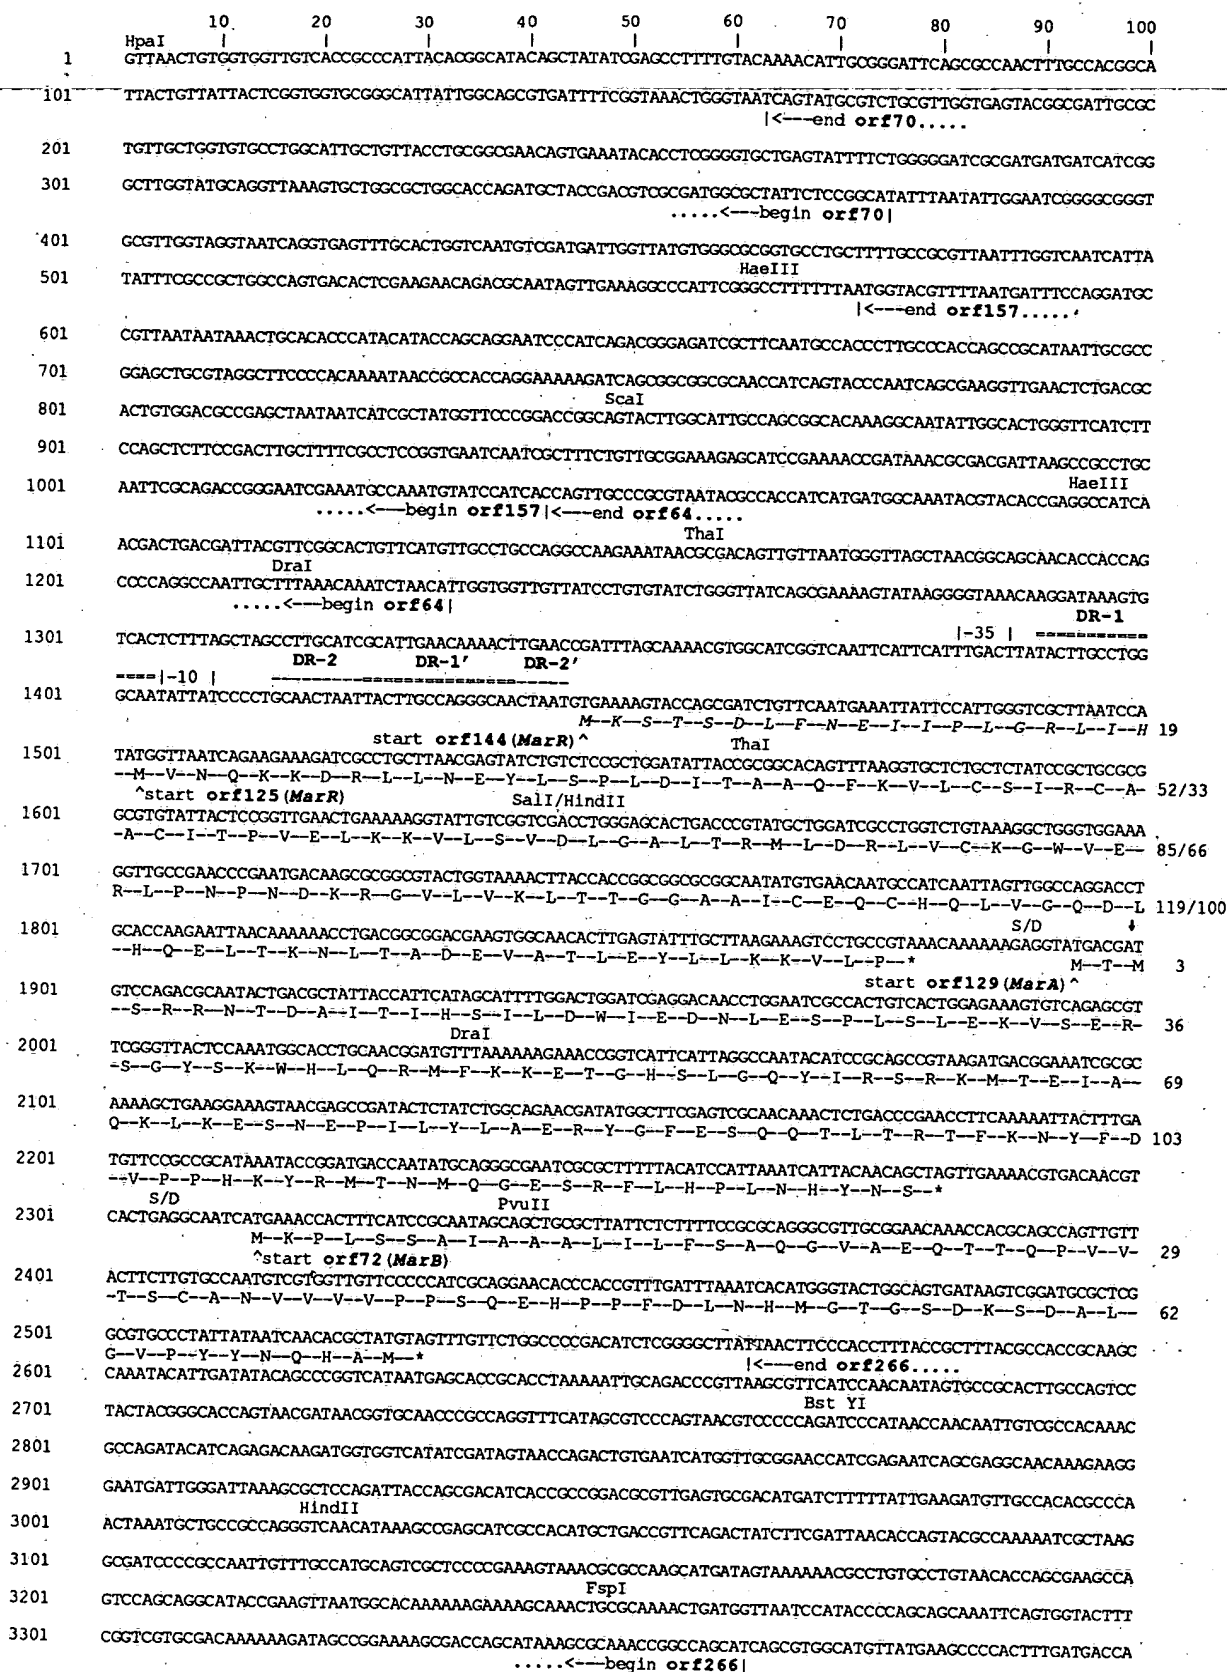 10 20 30 40 50 60 70 80 90 100
HpaI | | | | | | | | | |
1 GTTAACTGTGGTGGTTGTCACCGCCCATTACACGGCATACAGCTATATCGAGCCTTTTGTACAAAACATTGCGGGATTCAGCGCCAACTTTGCCACGGCA
101 TTACTGTTATTACTCGGTGGTGCGGGCATTATTGGCAGCGTGATTTTCGGTAAACTGGGTAATCAGTATGCGTCTGCGTTGGTGAGTACGGCGATTGCGC
|<---end orf70.....
201 TGTTGCTGGTGTGCCTGGCATTGCTGTTACCTGCGGCGAACAGTGAAATACACCTCGGGGTGCTGAGTATTTTCTGGGGGATCGCGATGATGATCATCGG
301 GCTTGGTATGCAGGTTAAAGTGCTGGCGCTGGCACCAGATGCTACCGACGTCGCGATGGCGCTATTCTCCGGCATATTTAATATTGGAATCGGGGCGGGT
.....<---begin orf70|
401 GCGTTGGTAGGTAATCAGGTGAGTTTGCACTGGTCAATGTCGATGATTGGTTATGTGGGCGCGGTGCCTGCTTTTGCCGCGTTAATTTGGTCAATCATTA
HaeIII
501 TATTTCGCCGCTGGCCAGTGACACTCGAAGAACAGACGCAATAGTTGAAAGGCCCATTCGGGCCTTTTTTAATGGTACGTTTTAATGATTTCCAGGATGC
|<---end orf157.....
601 CGTTAATAATAAACTGCACACCCATACATACCAGCAGGAATCCCATCAGACGGGAGATCGCTTCAATGCCACCCTTGCCCACCAGCCGCATAATTGCGCC
701 GGAGCTGCGTAGGCTTCCCCACAAAATAACCGCCACCAGGAAAAAGATCAGCGGCGGCGCAACCATCAGTACCCAATCAGCGAAGGTTGAACTCTGACGC
ScaI
801 ACTGTGGACGCCGAGCTAATAATCATCGCTATGGTTCCCGGACCGGCAGTACTTGGCATTGCCAGCGGCACAAAGGCAATATTGGCACTGGGTTCATCTT
901 CCAGCTCTTCCGACTTGCTTTTCGCCTCCGGTGAATCAATCGCTTTCTGTTGCGGAAAGAGCATCCGAAAACCGATAAACGCGACGATTAAGCCGCCTGC
1001 AATTCGCAGACCGGGAATCGAAATGCCAAATGTATCCATCACCAGTTGCCCGCGTAATACGCCACCATCATGATGGCAAATACGTACACCGAGGCCATCA
HaeIII
.....<---begin orf157|<---end orf64.....
ThaI
1101 ACGACTGACGATTACGTTCGGCACTGTTCATGTTGCCTGCCAGGCCAAGAAATAACGCGACAGTTGTTAATGGGTTAGCTAACGGCAGCAACACCACCAG
DraI
1201 CCCCAGGCCAATTGCTTTAAACAAATCTAACATTGGTGGTTGTTATCCTGTGTATCTGGGTTATCAGCGAAAAGTATAAGGGGTAAACAAGGATAAAGTG
.....<---begin orf64|
|-35 | DR-1
1301 TCACTCTTTAGCTAGCCTTGCATCGCATTGAACAAAACTTGAACCGATTTAGCAAAACGTGGCATCGGTCAATTCATTCATTTGACTTATACTTGCCTGG
DR-2 DR-1' DR-2'
====|-10 |
1401 GCAATATTATCCCCTGCAACTAATTACTTGCCAGGGCAACTAATGTGAAAAGTACCAGCGATCTGTTCAATGAAATTATTCCATTGGGTCGCTTAATCCA
M--K--S--T--S--D--L--F--N--E--I--I--P--L--G--R--L--I--H 19
start orf144 (MarR) ^ ThaI
1501 TATGGTTAATCAGAAGAAAGATCGCCTGCTTAACGAGTATCTGTCTCCGCTGGATATTACCGCGGCACAGTTTAAGGTGCTCTGCTCTATCCGCTGCGCG
--M--V--N--Q--K--K--D--R--L--L--N--E--Y--L--S--P--L--D--I--T--A--A--Q--F--K--V--L--C--S--I--R--C--A- 52/33
^start orf125 (MarR) SalI/HindII
1601 GCGTGTATTACTCCGGTTGAACTGAAAAAGGTATTGTCGGTCGACCTGGGAGCACTGACCCGTATGCTGGATCGCCTGGTCTGTAAAGGCTGGGTGGAAA
-A--C--I--T--P--V--E--L--K--K--V--L--S--V--D--L--G--A--L--T--R--M--L--D--R--L--V--C--K--G--W--V--E-- 85/66
1701 GGTTGCCGAACCCGAATGACAAGCGCGGCGTACTGGTAAAACTTACCACCGGCGGCGCGGCAATATGTGAACAATGCCATCAATTAGTTGGCCAGGACCT
R--L--P--N--P--N--D--K--R--G--V--L--V--K--L--T--T--G--G--A--A--I--C--E--Q--C--H--Q--L--V--G--Q--D--L 119/100
S/D ↓
1801 GCACCAAGAATTAACAAAAAACCTGACGGCGGACGAAGTGGCAACACTTGAGTATTTGCTTAAGAAAGTCCTGCCGTAAACAAAAAAGAGGTATGACGAT
--H--Q--E--L--T--K--N--L--T--A--D--E--V--A--T--L--E--Y--L--L--K--K--V--L--P--* M--T--M 3
start orf129 (MarA) ^
1901 GTCCAGACGCAATACTGACGCTATTACCATTCATAGCATTTTGGACTGGATCGAGGACAACCTGGAATCGCCACTGTCACTGGAGAAAGTGTCAGAGCGT
--S--R--R--N--T--D--A--I--T--I--H--S--I--L--D--W--I--E--D--N--L--E--S--P--L--S--L--E--K--V--S--E--R- 36
DraI
2001 TCGGGTTACTCCAAATGGCACCTGCAACGGATGTTTAAAAAAGAAACCGGTCATTCATTAGGCCAATACATCCGCAGCCGTAAGATGACGGAAATCGCGC
-S--G--Y--S--K--W--H--L--Q--R--M--F--K--K--E--T--G--H--S--L--G--Q--Y--I--R--S--R--K--M--T--E--I--A-- 69
2101 AAAAGCTGAAGGAAAGTAACGAGCCGATACTCTATCTGGCAGAACGATATGGCTTCGAGTCGCAACAAACTCTGACCCGAACCTTCAAAAATTACTTTGA
Q--K--L--K--E--S--N--E--P--I--L--Y--L--A--E--R--Y--G--F--E--S--Q--Q--T--L--T--R--T--F--K--N--Y--F--D 103
2201 TGTTCCGCCGCATAAATACCGGATGACCAATATGCAGGGCGAATCGCGCTTTTTACATCCATTAAATCATTACAACAGCTAGTTGAAAACGTGACAACGT
--V--P--P--H--K--Y--R--M--T--N--M--Q--G--E--S--R--F--L--H--P--L--N--H--Y--N--S--*
S/D PvuII
2301 CACTGAGGCAATCATGAAACCACTTTCATCCGCAATAGCAGCTGCGCTTATTCTCTTTTCCGCGCAGGGCGTTGCGGAACAAACCACGCAGCCAGTTGTT
M--K--P--L--S--S--A--I--A--A--A--L--I--L--F--S--A--Q--G--V--A--E--Q--T--T--Q--P--V--V- 29
^start orf72 (MarB)
2401 ACTTCTTGTGCCAATGTCGTGGTTGTTCCCCCATCGCAGGAACACCCACCGTTTGATTTAAATCACATGGGTACTGGCAGTGATAAGTCGGATGCGCTCG
-T--S--C--A--N--V--V--V--V--P--P--S--Q--E--H--P--P--F--D--L--N--H--M--G--T--G--S--D--K--S--D--A--L-- 62
2501 GCGTGCCCTATTATAATCAACACGCTATGTAGTTTGTTCTGGCCCCGACATCTCGGGGCTTATTAACTTCCCACCTTTACCGCTTTACGCCACCGCAAGC
G--V--P--Y--Y--N--Q--H--A--M--*
|<---end orf266.....
2601 CAAATACATTGATATACAGCCCGGTCATAATGAGCACCGCACCTAAAAATTGCAGACCCGTTAAGCGTTCATCCAACAATAGTGCCGCACTTGCCAGTCC
Bst YI
2701 TACTACGGGCACCAGTAACGATAACGGTGCAACCCGCCAGGTTTCATAGCGTCCCAGTAACGTCCCCCAGATCCCATAACCAACAATTGTCGCCACAAAC
2801 GCCAGATACATCAGAGACAAGATGGTGGTCATATCGATAGTAACCAGACTGTGAATCATGGTTGCGGAACCATCGAGAATCAGCGAGGCAACAAAGAAGG
2901 GAATGATTGGGATTAAAGCGCTCCAGATTACCAGCGACATCACCGCCGGACGCGTTGAGTGCGACATGATCTTTTTATTGAAGATGTTGCCACACGCCCA
HindII
3001 ACTAAATGCTGCCGCCAGGGTCAACATAAAGCCGAGCATCGCCACATGCTGACCGTTCAGACTATCTTCGATTAACACCAGTACGCCAAAAATCGCTAAG
3101 GCGATCCCCGCCAATTGTTTGCCATGCAGTCGCTCCCCGAAAGTAAACGCGCCAAGCATGATAGTAAAAAACGCCTGTGCCTGTAACACCAGCGAAGCCA
FspI
3201 GTCCAGCAGGCATACCGAAGTTAATGGCACAAAAAAGAAAAGCAAACTGCGCAAAACTGATGGTTAATCCATACCCCAGCAGCAAATTCAGTGGTACTTT
3301 CGGTCGTGCGACAAAAAAGATAGCCGGAAAAGCGACCAGCATAAAGCGCAAACCGGCCAGCATCAGCGTGGCATGTTATGAAGCCCCACTTTGATGACCA
.....<---begin orf266|